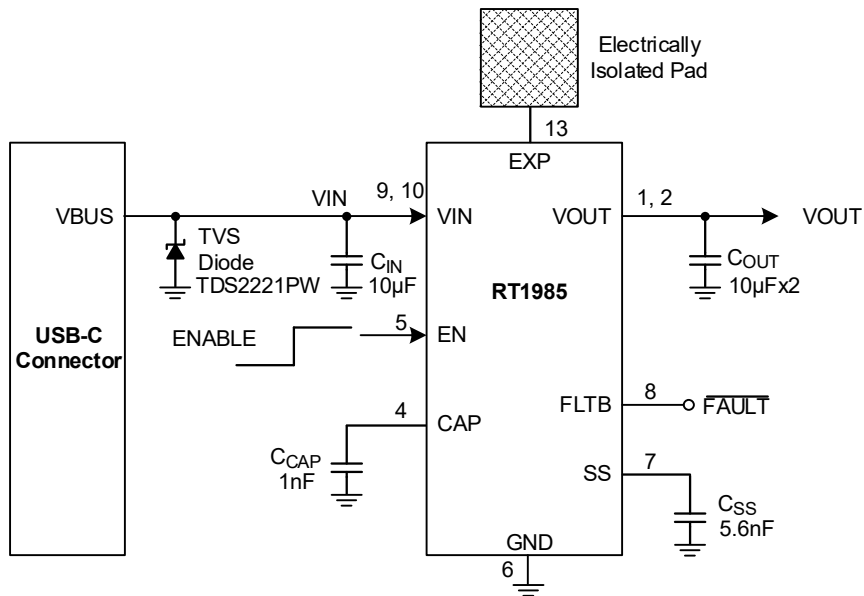 Electrically
Isolated Pad
13
EXP
VBUS
VIN
9, 10
VIN
VOUT
1, 2
VOUT
TVS
Diode
TDS2221PW
CIN
10µF
COUT
10µFx2
RT1985
USB-C
Connector
ENABLE
5
EN
4
CAP
FLTB
8
FAULT
CCAP
1nF
SS
7
CSS
5.6nF
GND
6